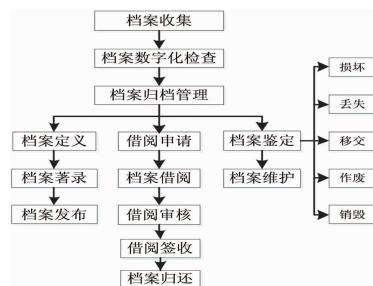 档案收集
档案数字化检查
档案归档管理
档案定义
借阅申请
档案鉴定
档案著录
档案借阅
档案维护
档案发布
借阅审核
借阅签收
档案归还
损坏
丢失
移交
作废
销毁